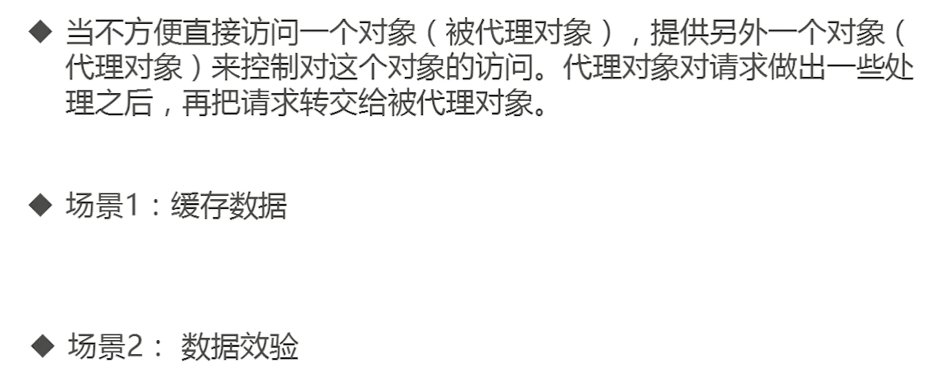 ◆ 当不方便直接访问一个对象（被代理对象），提供另外一个对象（
代理对象）来控制对这个对象的访问。代理对象对请求做出一些处
理之后，再把请求转交给被代理对象。
◆ 场景1：缓存数据
◆ 场景2： 数据效验